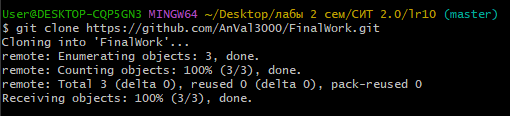 User@DESKTOP-CQP5GN3 MINGW64 ~/Desktop/лабы 2 сем/СИТ 2.0/lr10 (master)
$ git clone https://github.com/AnVal3000/FinalWork.git
Cloning into 'FinalWork'...
remote: Enumerating objects: 3, done.
remote: Counting objects: 100% (3/3), done.
remote: Total 3 (delta 0), reused 0 (delta 0), pack-reused 0
Receiving objects: 100% (3/3), done.